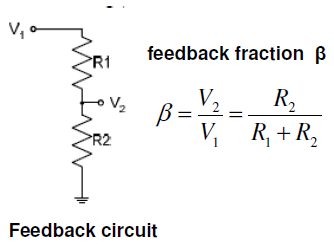 V₁
R1
feedback fraction β
V₂
β = V₂ / V₁ = R₂ / (R₁ + R₂)
R2
Feedback circuit